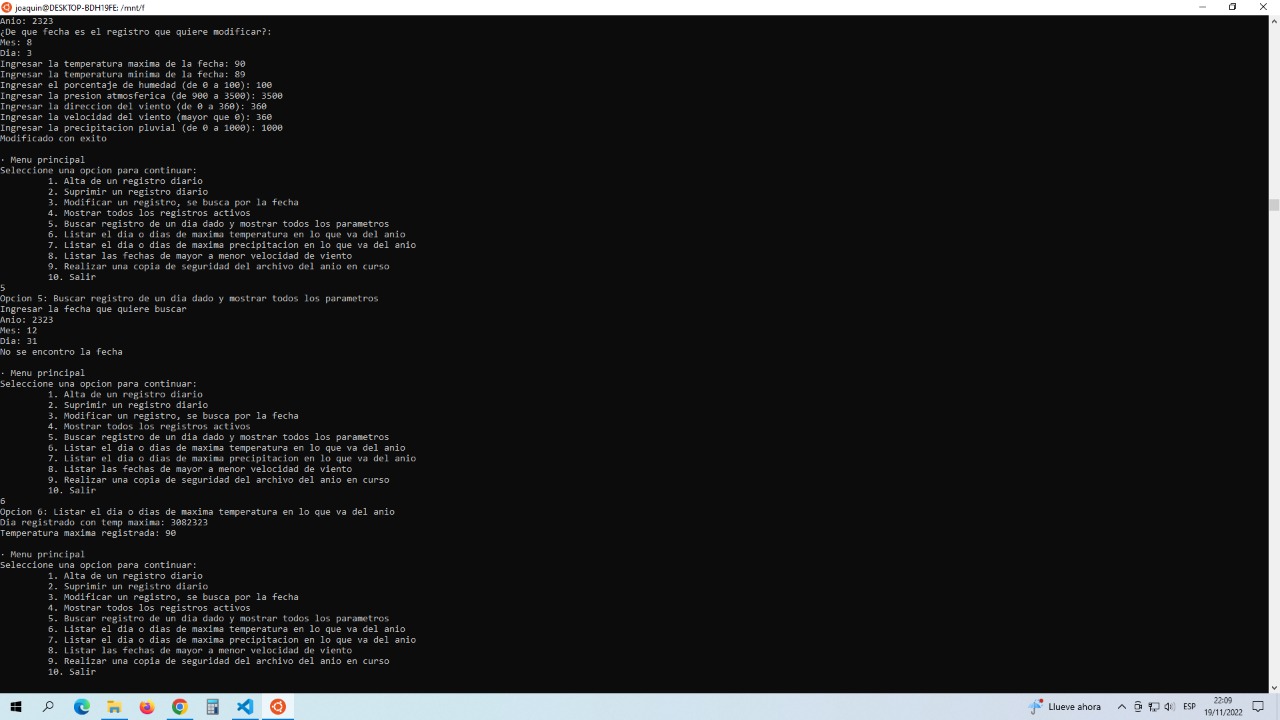 joaquin@DESKTOP-BDH19FE: /mnt/f
Anio: 2323
¿De que fecha es el registro que quiere modificar?:
Mes: 8
Dia: 3
Ingresar la temperatura maxima de la fecha: 90
Ingresar la temperatura minima de la fecha: 89
Ingresar el porcentaje de humedad (de 0 a 100): 100
Ingresar la presion atmosferica (de 900 a 3500): 3500
Ingresar la direccion del viento (de 0 a 360): 360
Ingresar la velocidad del viento (mayor que 0): 360
Ingresar la precipitacion pluvial (de 0 a 1000): 1000
Modificado con exito
· Menu principal
Seleccione una opcion para continuar:
1. Alta de un registro diario
2. Suprimir un registro diario
3. Modificar un registro, se busca por la fecha
4. Mostrar todos los registros activos
5. Buscar registro de un dia dado y mostrar todos los parametros
6. Listar el dia o dias de maxima temperatura en lo que va del anio
7. Listar el dia o dias de maxima precipitacion en lo que va del anio
8. Listar las fechas de mayor a menor velocidad de viento
9. Realizar una copia de seguridad del archivo del anio en curso
10. Salir
5
Opcion 5: Buscar registro de un dia dado y mostrar todos los parametros
Ingresar la fecha que quiere buscar
Anio: 2323
Mes: 12
Dia: 31
No se encontro la fecha
· Menu principal
Seleccione una opcion para continuar:
1. Alta de un registro diario
2. Suprimir un registro diario
3. Modificar un registro, se busca por la fecha
4. Mostrar todos los registros activos
5. Buscar registro de un dia dado y mostrar todos los parametros
6. Listar el dia o dias de maxima temperatura en lo que va del anio
7. Listar el dia o dias de maxima precipitacion en lo que va del anio
8. Listar las fechas de mayor a menor velocidad de viento
9. Realizar una copia de seguridad del archivo del anio en curso
10. Salir
6
Opcion 6: Listar el dia o dias de maxima temperatura en lo que va del anio
Dia registrado con temp maxima: 3082323
Temperatura maxima registrada: 90
· Menu principal
Seleccione una opcion para continuar:
1. Alta de un registro diario
2. Suprimir un registro diario
3. Modificar un registro, se busca por la fecha
4. Mostrar todos los registros activos
5. Buscar registro de un dia dado y mostrar todos los parametros
6. Listar el dia o dias de maxima temperatura en lo que va del anio
7. Listar el dia o dias de maxima precipitacion en lo que va del anio
8. Listar las fechas de mayor a menor velocidad de viento
9. Realizar una copia de seguridad del archivo del anio en curso
10. Salir
Llueve ahora
ESP
22:09
19/11/2022